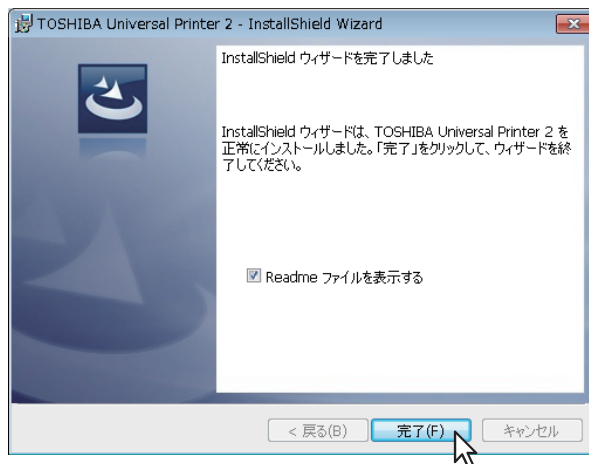 TOSHIBA Universal Printer 2 - InstallShield Wizard
InstallShield ウィザードを完了しました
InstallShield ウィザードは、TOSHIBA Universal Printer 2 を
正常にインストールしました。「完了」をクリックして、ウィザードを終
了してください。
Readme ファイルを表示する
< 戻る(B)
完了(F)
キャンセル